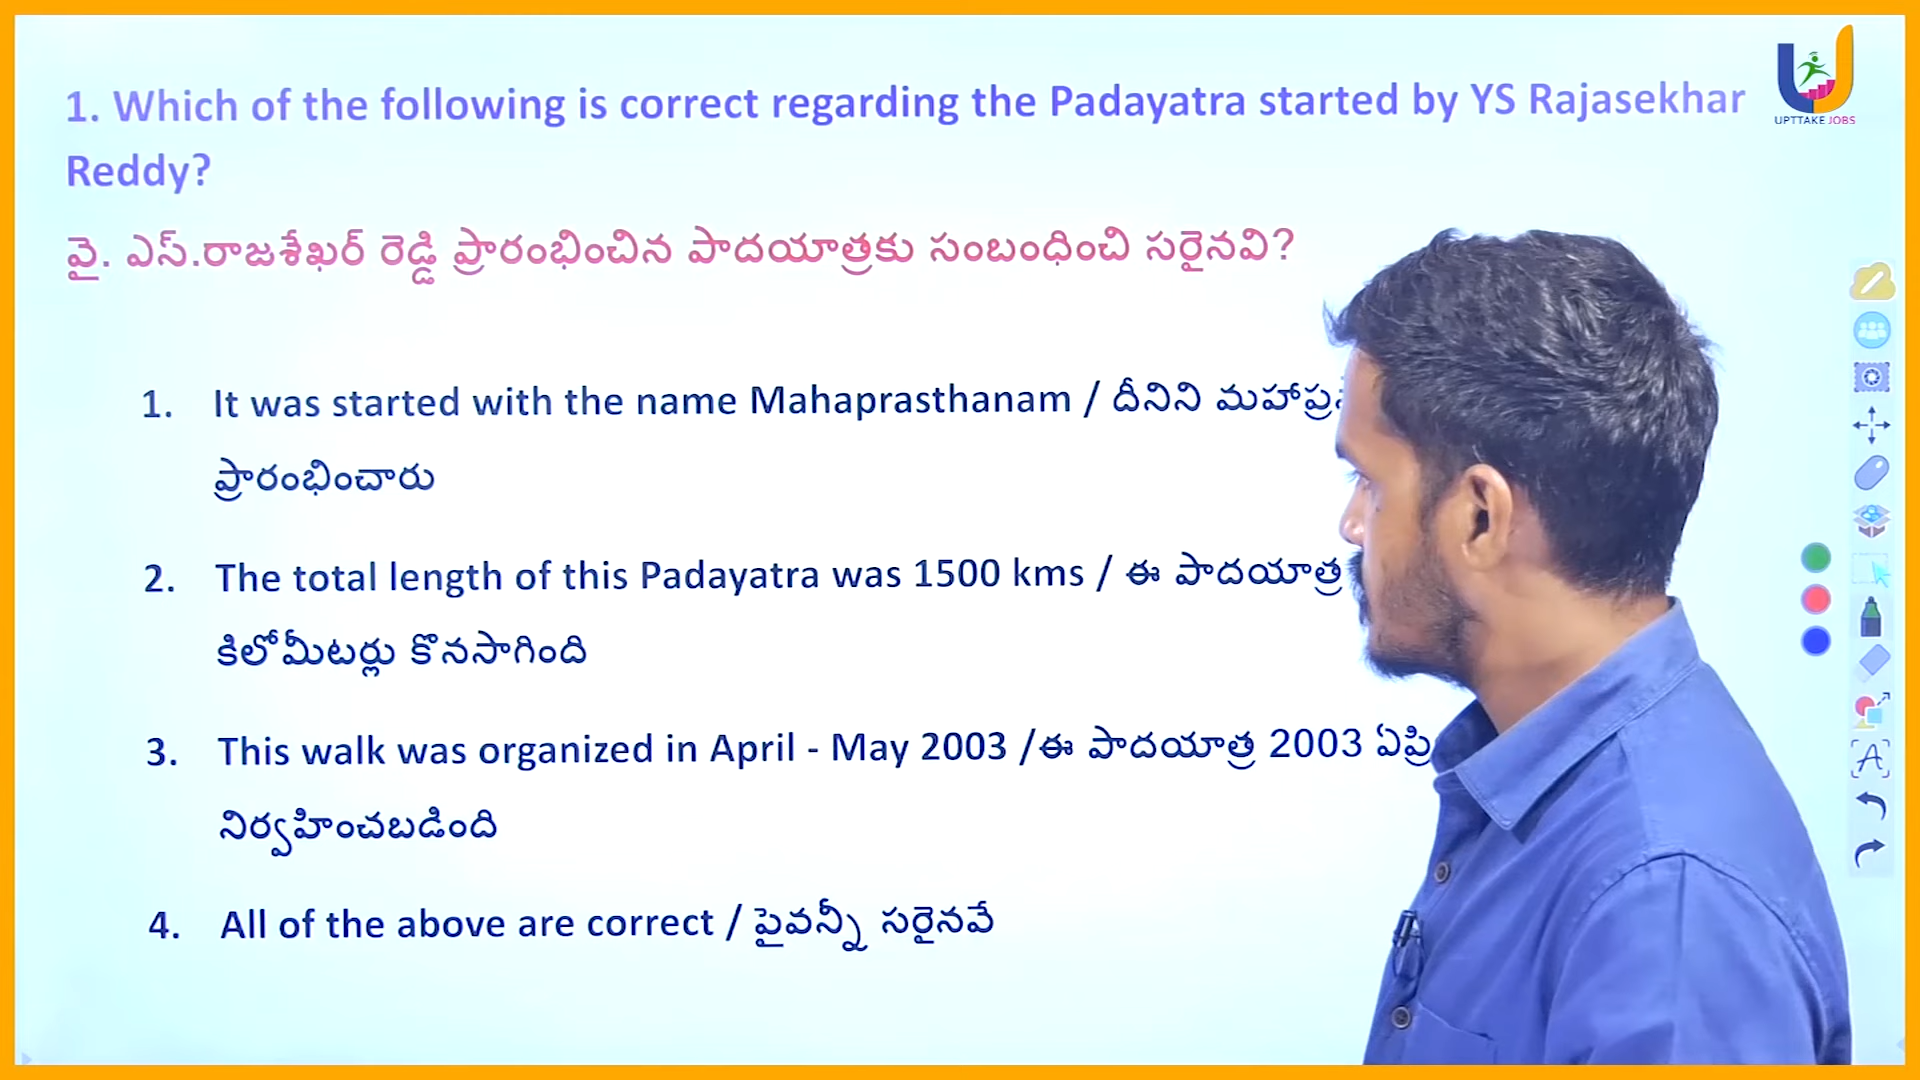 UPTTAKE JOBS
1. Which of the following is correct regarding the Padayatra started by YS Rajasekhar
Reddy?
వై. ఎస్.రాజశేఖర్ రెడ్డి ప్రారంభించిన పాదయాత్రకు సంబంధించి సరైనవి?
1. It was started with the name Mahaprasthanam / దీనిని
ప్రారంభించారు
2. The total length of this Padayatra was 1500 kms / ఈ పాదయాత్ర
కిలోమీటర్లు కొనసాగింది
3. This walk was organized in April - May 2003 /ఈ పాదయాత్ర 2003
నిర్వహించబడింది
4. All of the above are correct / పైవన్నీ సరైనవే